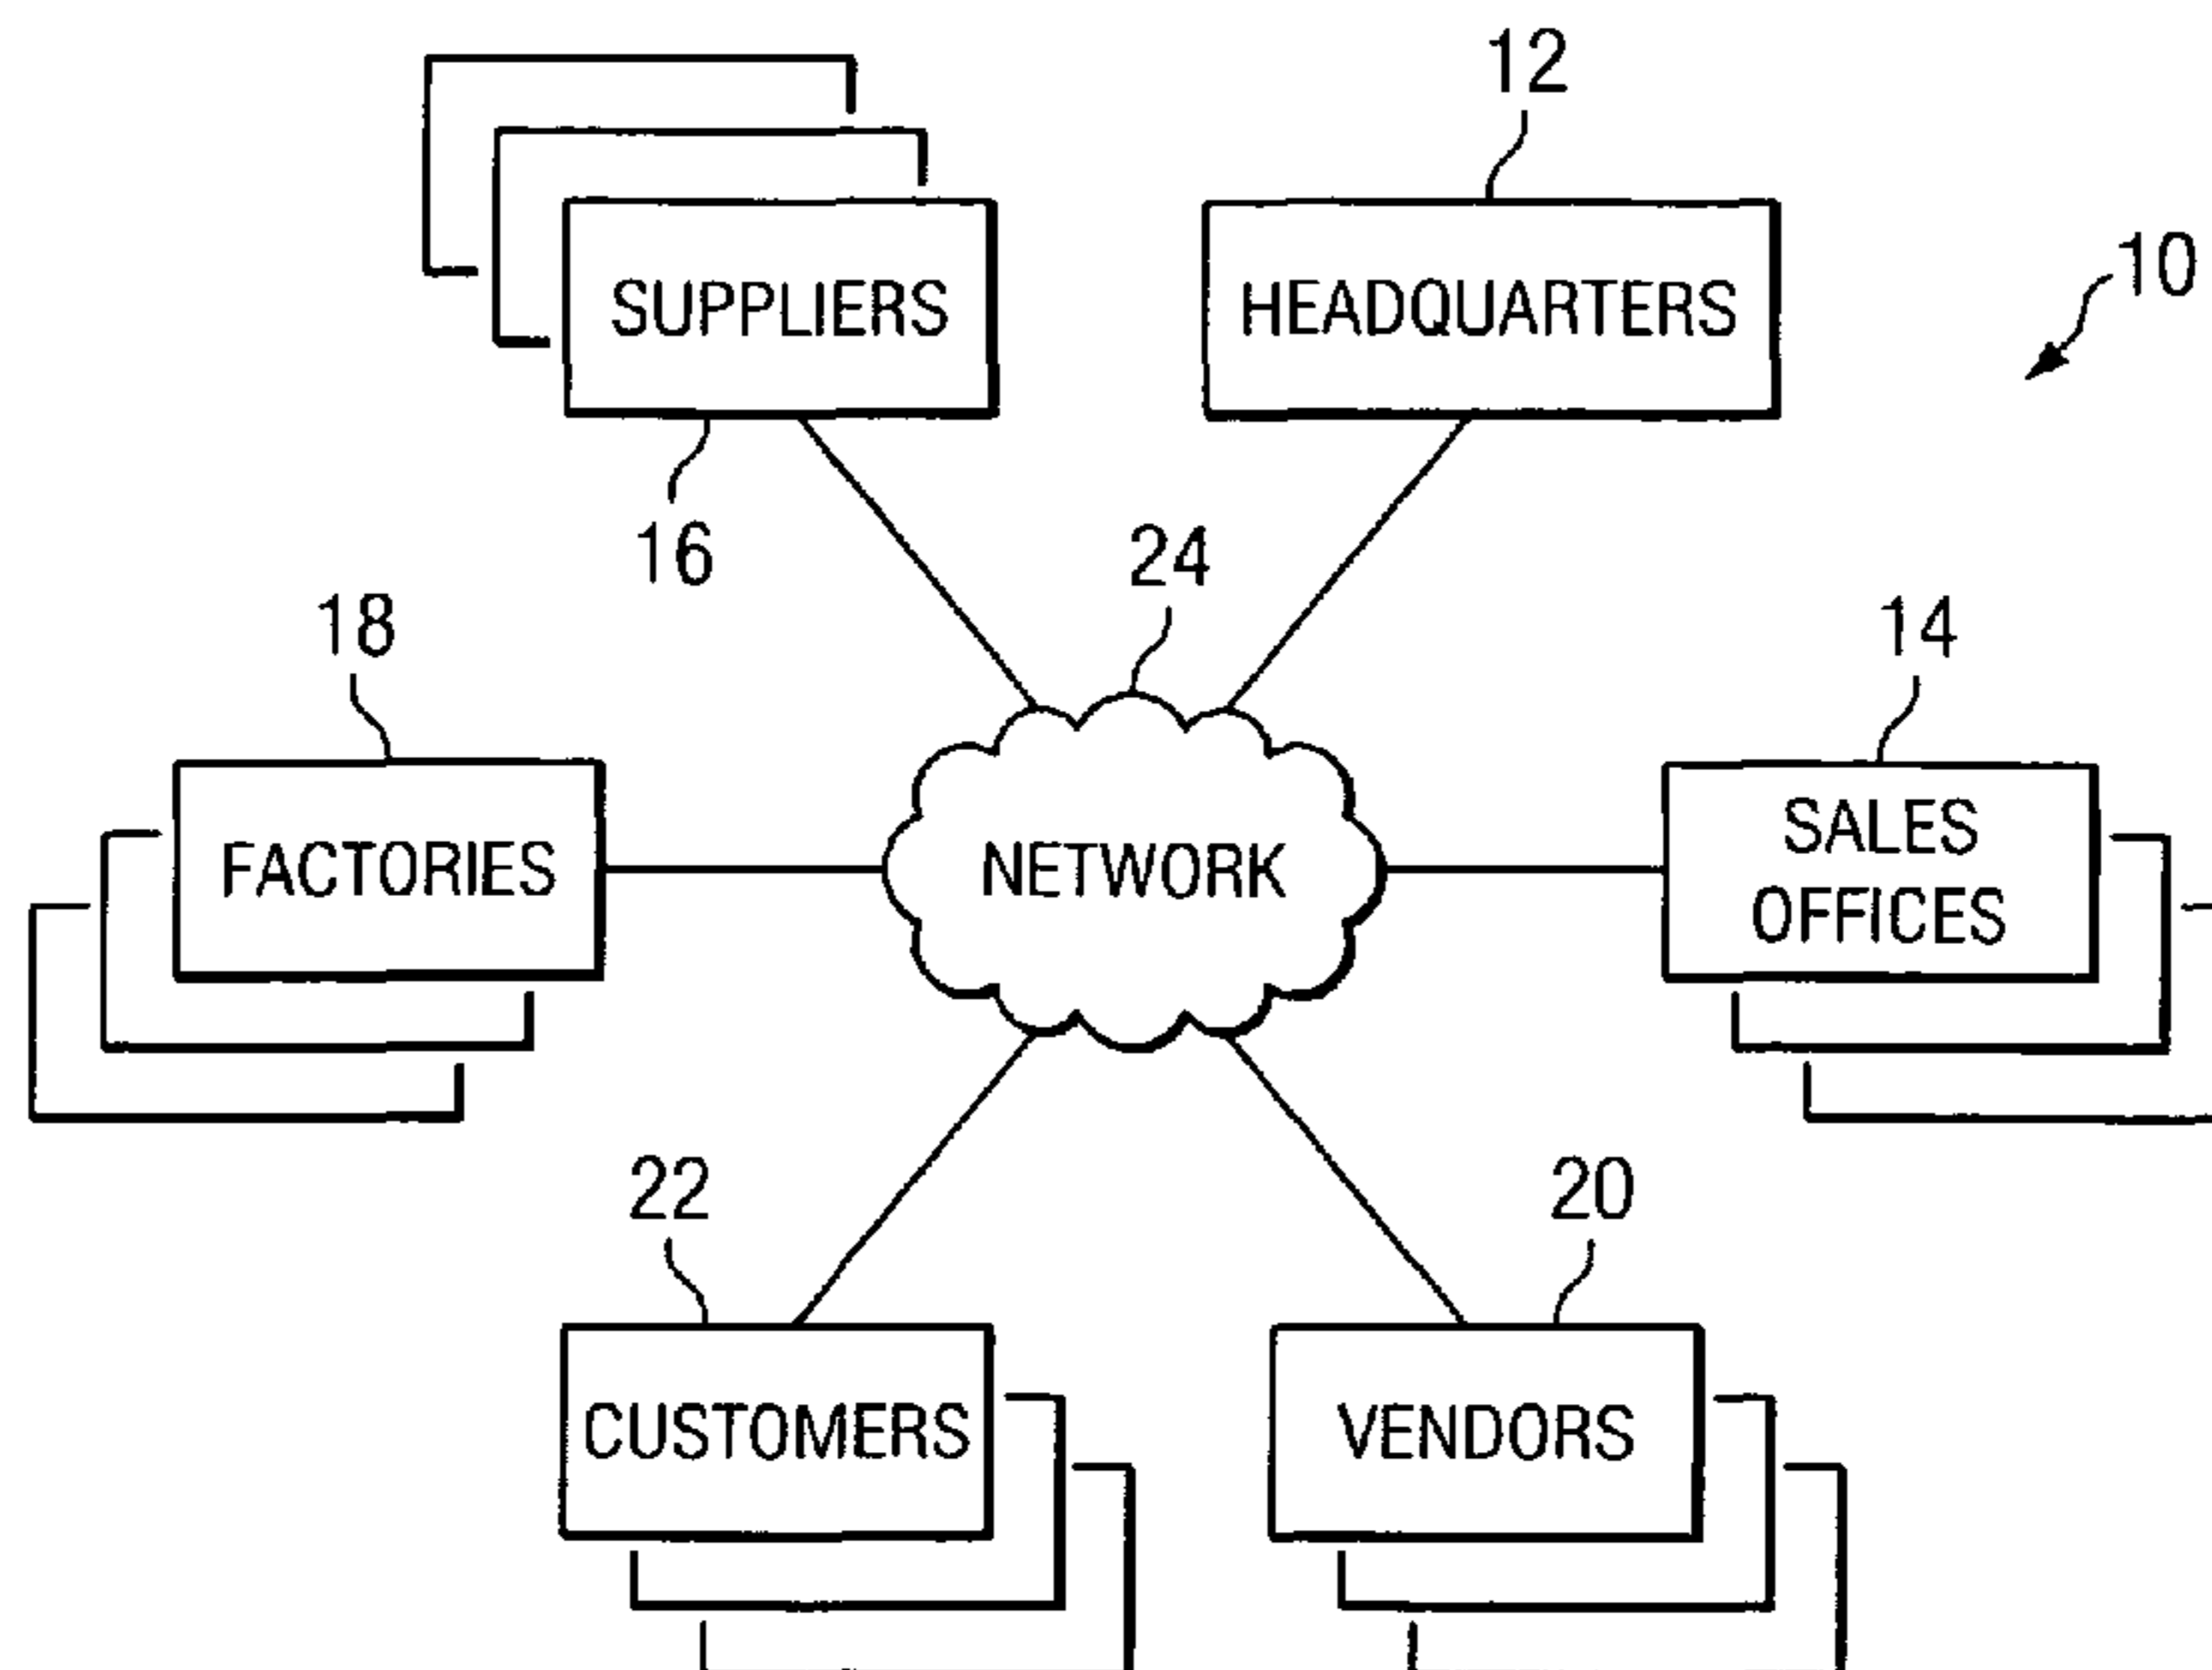 12
10
SUPPLIERS
HEADQUARTERS
16
24
18
14
FACTORIES
NETWORK
SALES
OFFICES
22
20
CUSTOMERS
VENDORS